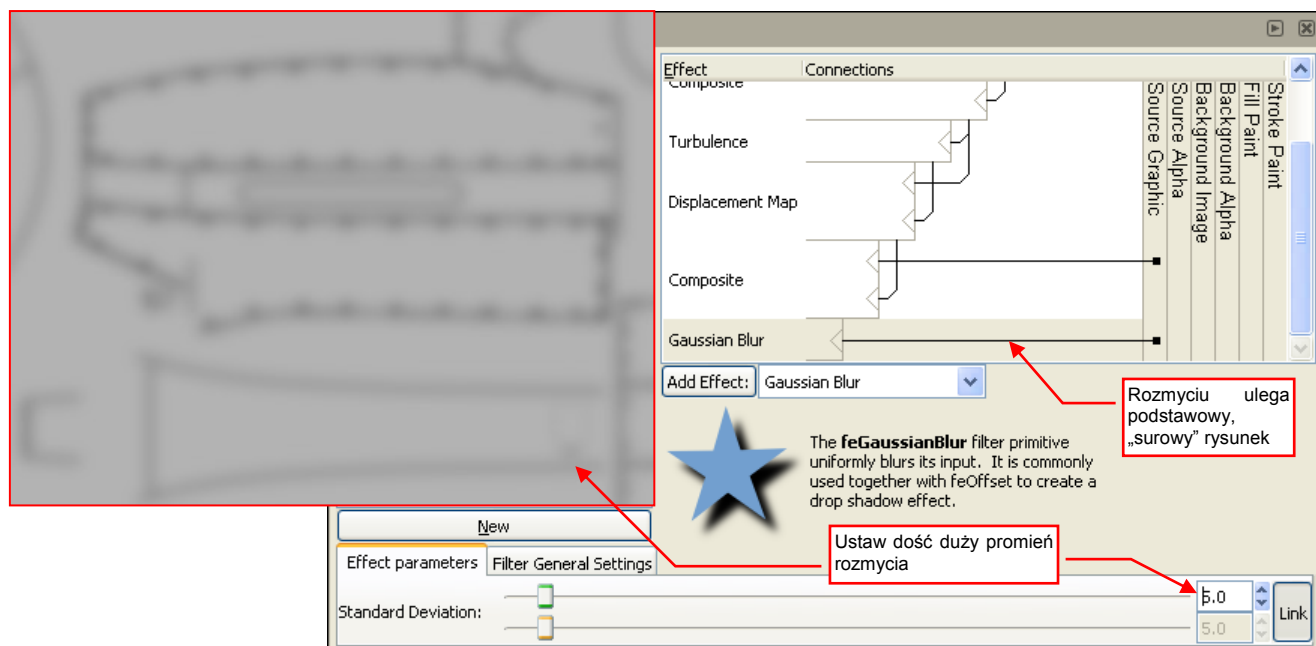 Effect
Connections
Composite
Turbulence
Displacement Map
Composite
Gaussian Blur
Source Graphic
Source Alpha
Background Image
Background Alpha
Fill Paint
Stroke Paint
Add Effect:
Gaussian Blur
Rozmyciu ulega
podstawowy,
„surowy” rysunek
The feGaussianBlur filter primitive
uniformly blurs its input. It is commonly
used together with feOffset to create a
drop shadow effect.
New
Ustaw dość duży promień
rozmycia
Effect parameters
Filter General Settings
Standard Deviation:
5.0
5.0
Link